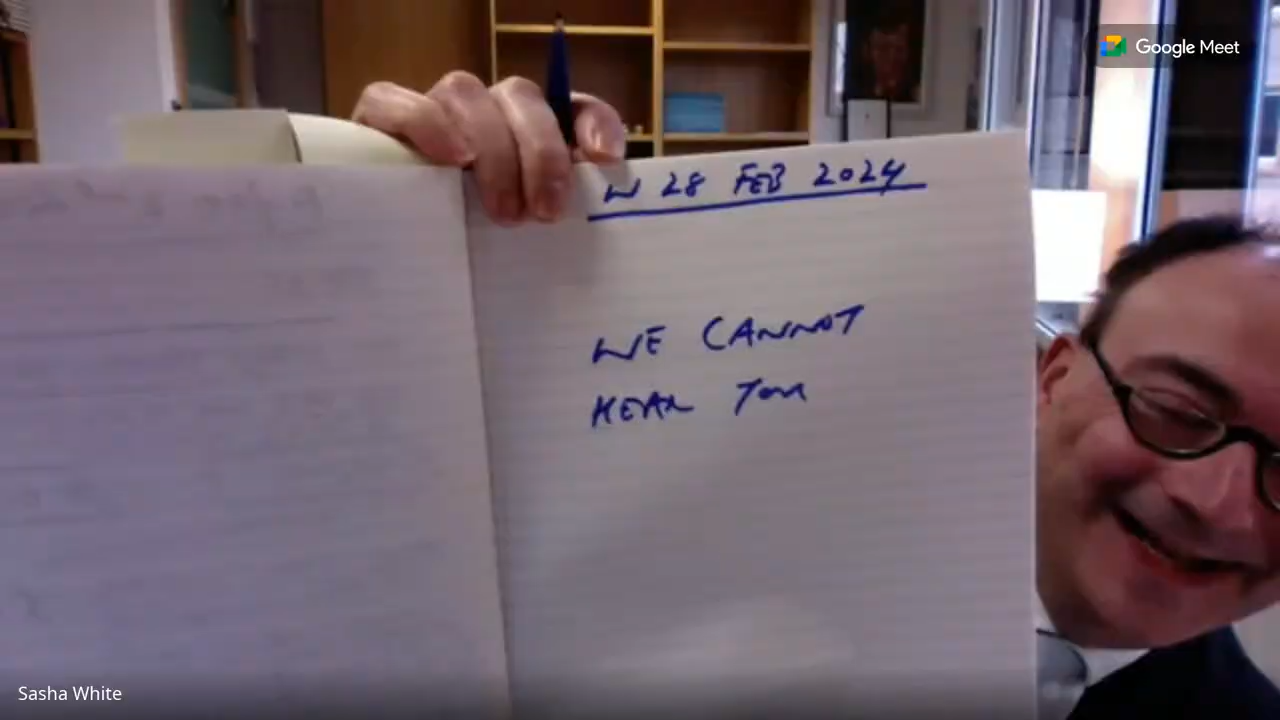 Google Meet
W 28 FEB 2024
WE CANNOT
HEAR YOU
Sasha White